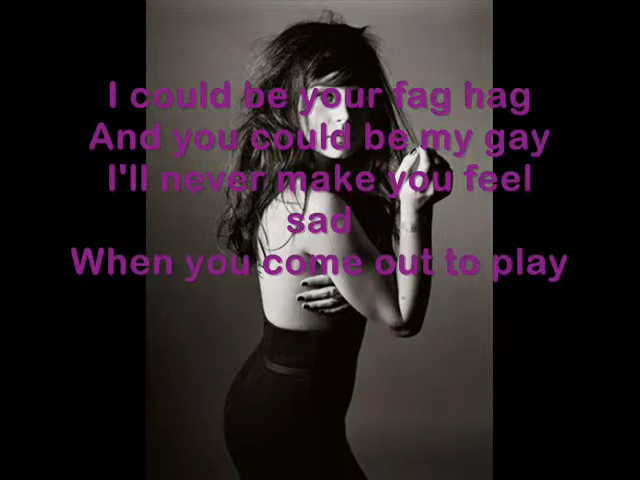 I could be your fag hag
And you could be my gay
I'll never make you feel
sad
When you come out to play